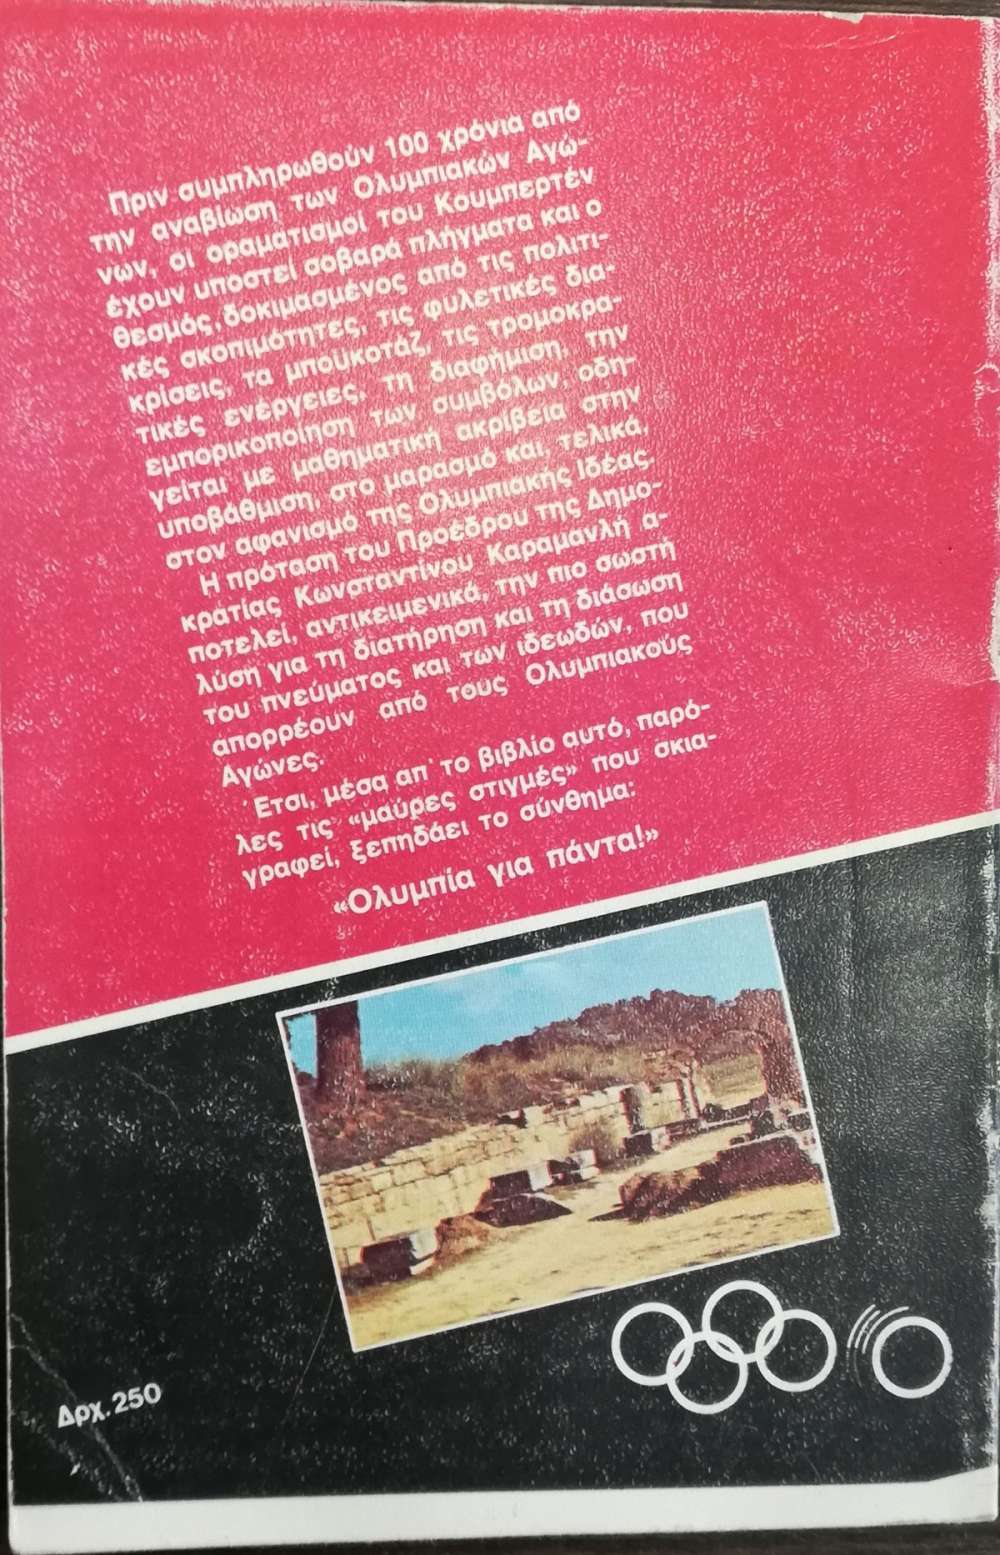 Πριν συμπληρωθούν 100 χρόνια από
την αναβίωση των Ολυμπιακών Αγώ-
νων, οι οραματισμοί του Κουμπερτέν
έχουν υποστεί σοβαρά πλήγματα και ο
θεσμός, δοκιμασμένος από τις πολιτι-
κές σκοπιμότητες, τις φυλετικές δια-
κρίσεις, τα μποϋκοτάζ, τις τρομοκρα-
τικές ενέργειες, τη διαφήμιση, την
εμπορικοποίηση των συμβόλων, οδη-
γείται με μαθηματική ακρίβεια στην
υποβάθμιση, στο μαρασμό και, τελικά,
στον αφανισμό της Ολυμπιακής Ιδέας.
Η πρόταση του Προέδρου της Δημο-
κρατίας Κωνσταντίνου Καραμανλή α-
ποτελεί, αντικειμενικά, την πιο σωστή
λύση για τη διατήρηση και τη διάσωση
του πνεύματος και των ιδεωδών, που
απορρέουν από τους Ολυμπιακούς
Αγώνες.
Έτσι, μέσα απ' το βιβλίο αυτό, παρό-
λες τις «μαύρες στιγμές» που σκια-
γραφεί, ξεπηδάει το σύνθημα:
«Ολυμπία για πάντα!»
Δρχ. 250